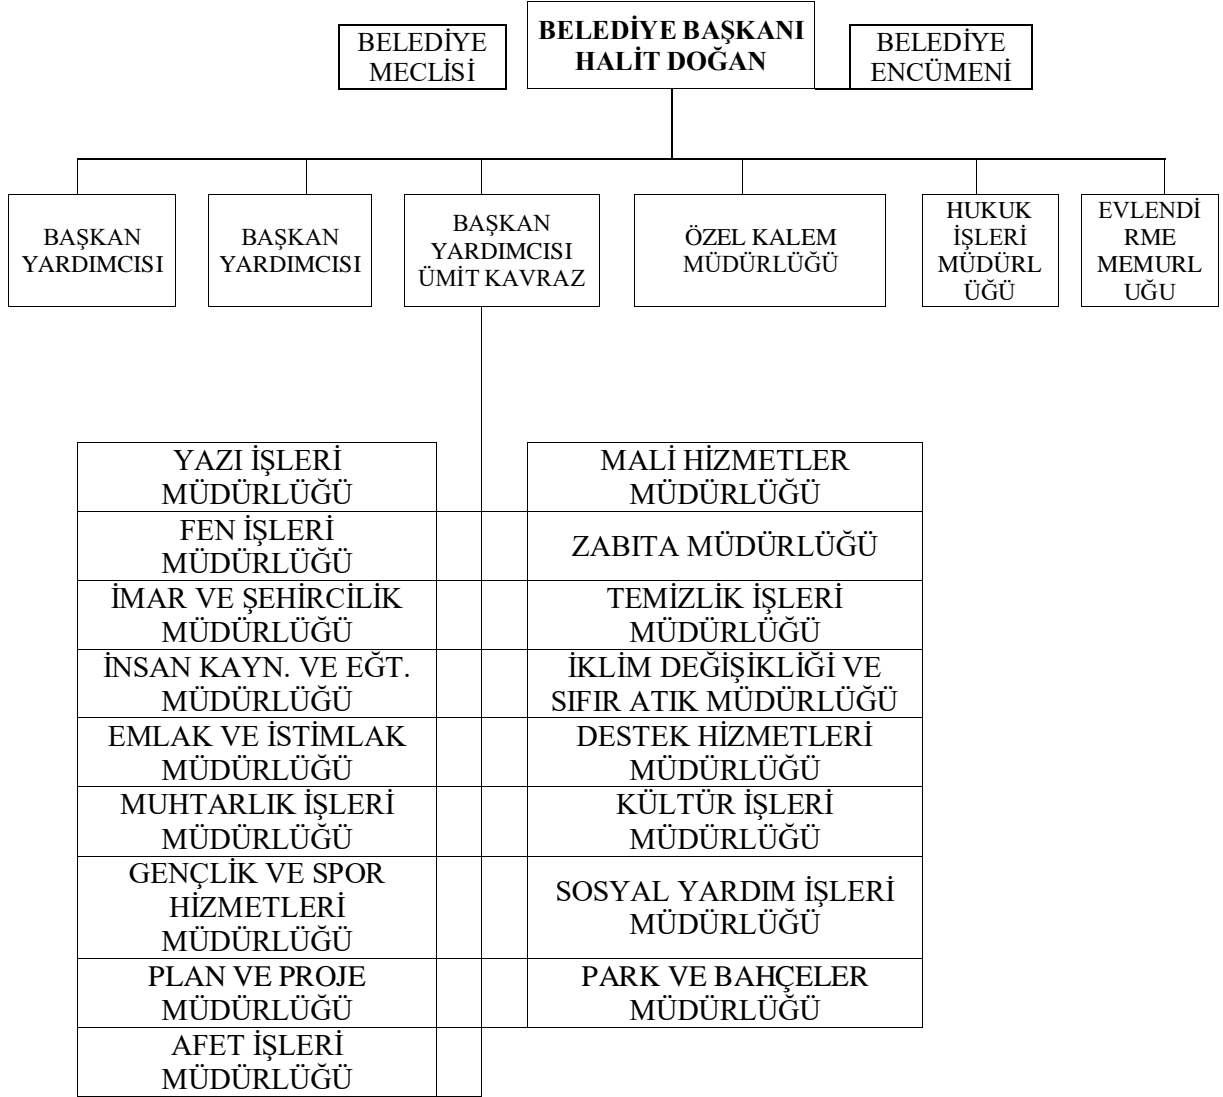 BELEDİYE
MECLİSİ
BELEDİYE BAŞKANI
HALİT DOĞAN
BELEDİYE
ENCÜMENİ
BAŞKAN
YARDIMCISI
BAŞKAN
YARDIMCISI
BAŞKAN
YARDIMCISI
ÜMİT KAVRAZ
ÖZEL KALEM
MÜDÜRLÜĞÜ
HUKUK
İŞLERİ
MÜDÜRL
ÜĞÜ
EVLENDİ
RME
MEMURL
UĞU
YAZI İŞLERİ
MÜDÜRLÜĞÜ
MALİ HİZMETLER
MÜDÜRLÜĞÜ
FEN İŞLERİ
MÜDÜRLÜĞÜ
ZABITA MÜDÜRLÜĞÜ
İMAR VE ŞEHİRCİLİK
MÜDÜRLÜĞÜ
TEMİZLİK İŞLERİ
MÜDÜRLÜĞÜ
İNSAN KAYN. VE EĞT.
MÜDÜRLÜĞÜ
İKLİM DEĞİŞİKLİĞİ VE
SIFIR ATIK MÜDÜRLÜĞÜ
EMLAK VE İSTİMLAK
MÜDÜRLÜĞÜ
DESTEK HİZMETLERİ
MÜDÜRLÜĞÜ
MUHTARLIK İŞLERİ
MÜDÜRLÜĞÜ
KÜLTÜR İŞLERİ
MÜDÜRLÜĞÜ
GENÇLİK VE SPOR
HİZMETLERİ
MÜDÜRLÜĞÜ
SOSYAL YARDIM İŞLERİ
MÜDÜRLÜĞÜ
PLAN VE PROJE
MÜDÜRLÜĞÜ
PARK VE BAHÇELER
MÜDÜRLÜĞÜ
AFET İŞLERİ
MÜDÜRLÜĞÜ